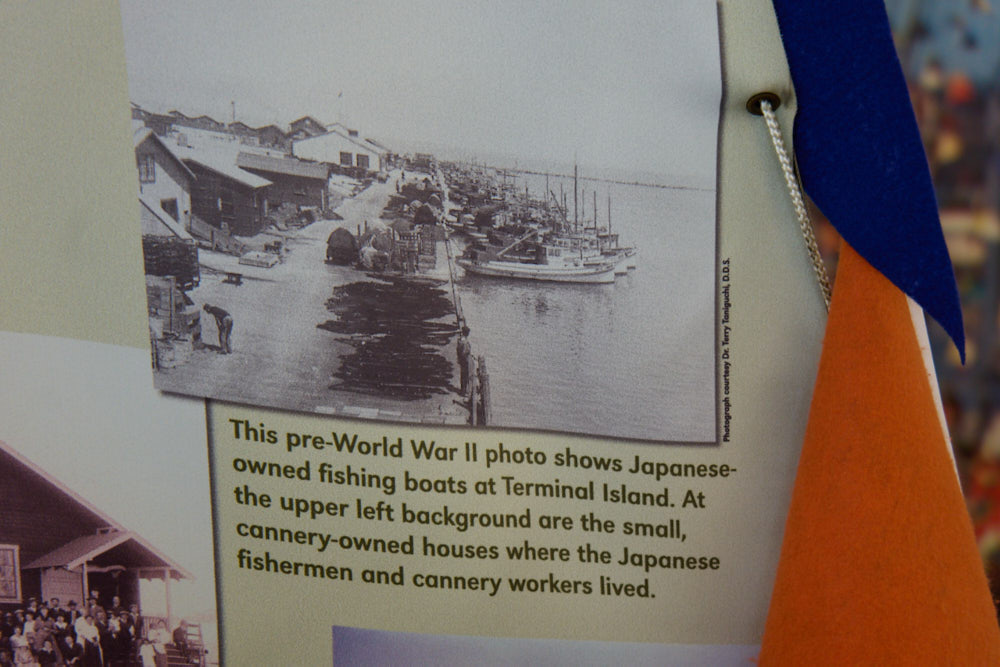 Photograph courtesy Dr. Terry Taniguchi, D.D.S.
This pre-World War II photo shows Japanese-
owned fishing boats at Terminal Island. At
the upper left background are the small,
cannery-owned houses where the Japanese
fishermen and cannery workers lived.